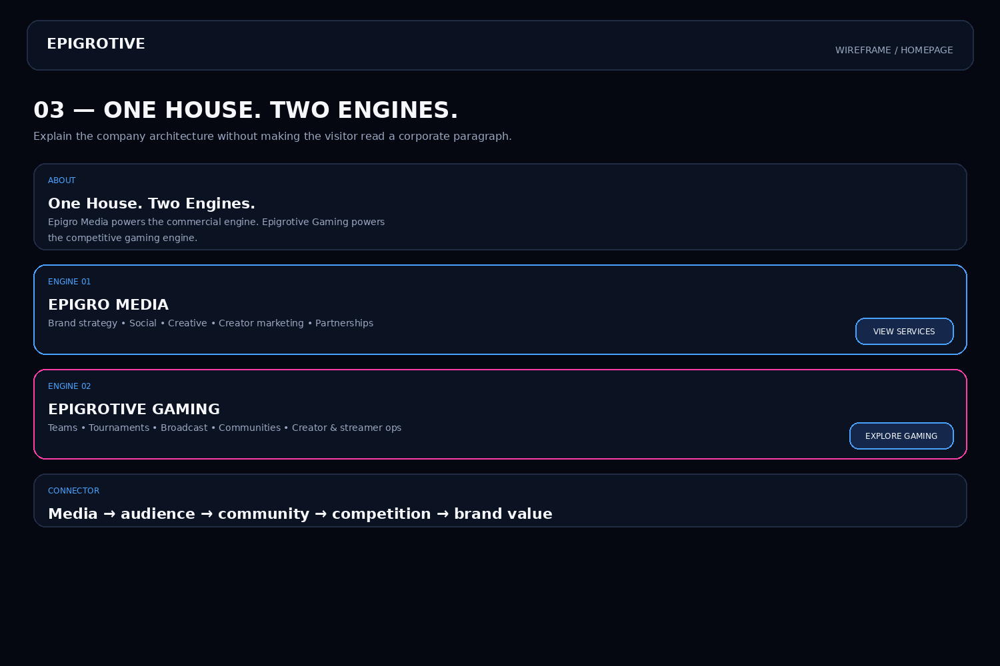 EPIGROTIVE
WIREFRAME / HOMEPAGE
03 — ONE HOUSE. TWO ENGINES.
Explain the company architecture without making the visitor read a corporate paragraph.
ABOUT
One House. Two Engines.
Epigro Media powers the commercial engine. Epigrotive Gaming powers
the competitive gaming engine.
ENGINE 01
EPIGRO MEDIA
Brand strategy • Social • Creative • Creator marketing • Partnerships
VIEW SERVICES
ENGINE 02
EPIGROTIVE GAMING
Teams • Tournaments • Broadcast • Communities • Creator & streamer ops
EXPLORE GAMING
CONNECTOR
Media → audience → community → competition → brand value